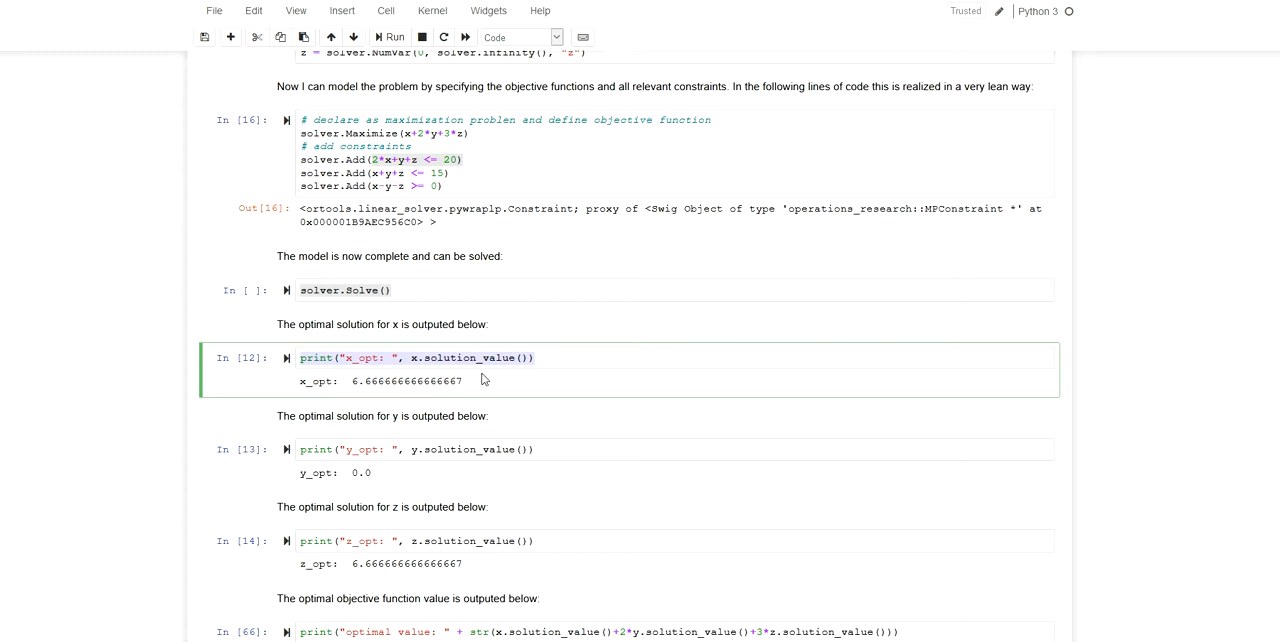 File Edit View Insert Cell Kernel Widgets Help Trusted Python 3
Run Code
z = solver.NumVar(0, solver.infinity(), "z")
Now I can model the problem by specifying the objective functions and all relevant constraints. In the following lines of code this is realized in a very lean way:
In [16]: # declare as maximization problen and define objective function
solver.Maximize(x+2*y+3*z)
# add constraints
solver.Add(2*x+y+z <= 20)
solver.Add(x+y+z <= 15)
solver.Add(x-y-z >= 0)
Out[16]: <ortools.linear_solver.pywraplp.Constraint; proxy of <Swig Object of type 'operations_research::MPConstraint *' at
0x000001B9AEC956C0> >
The model is now complete and can be solved:
In [ ]: solver.Solve()
The optimal solution for x is outputed below:
In [12]: print("x_opt: ", x.solution_value())
x_opt: 6.666666666666667
The optimal solution for y is outputed below:
In [13]: print("y_opt: ", y.solution_value())
y_opt: 0.0
The optimal solution for z is outputed below:
In [14]: print("z_opt: ", z.solution_value())
z_opt: 6.666666666666667
The optimal objective function value is outputed below:
In [66]: print("optimal value: " + str(x.solution_value()+2*y.solution_value()+3*z.solution_value()))